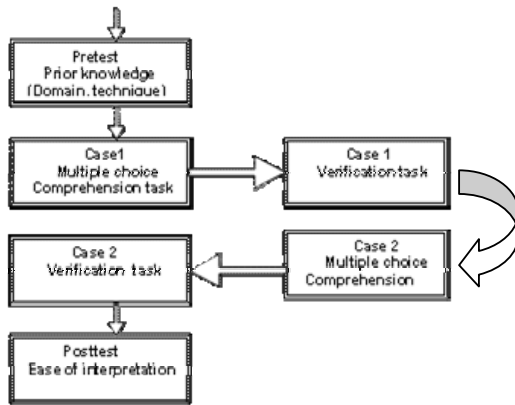 Pretest
Prior knowledge
(Domain, technique)
Case1
Multiple choice
Comprehension task
Case 1
Verification task
Case 2
Multiple choice
Comprehension
Case 2
Verification task
Posttest
Ease of interpretation